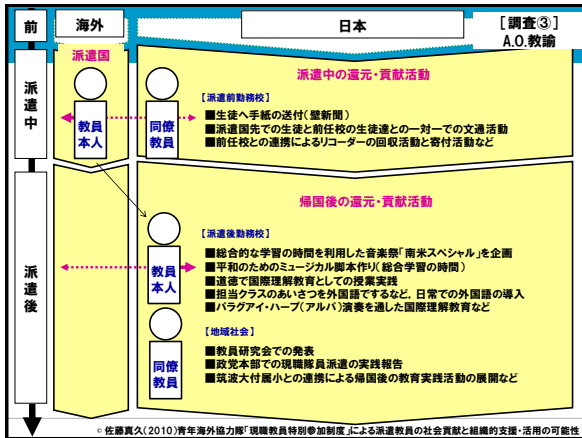 前
海外
日本
[調査③]
A.O.教諭
派遣中
派遣国
教員
本人
同僚
教員
派遣中の還元・貢献活動
【派遣前勤務校】
■生徒へ手紙の送付(壁新聞)
■派遣国先での生徒と前任校の生徒達との一対一での文通活動
■前任校との連携によるリコーダーの回収活動と寄付活動など
派遣後
帰国後の還元・貢献活動
【派遣後勤務校】
教員
本人
■総合的な学習の時間を利用した音楽祭「南米スペシャル」を企画
■平和のためのミュージカル脚本作り(総合学習の時間)
■道徳で国際理解教育としての授業実践
■担当クラスのあいさつを外国語でするなど,日常での外国語の導入
■パラグアイ・ハープ(アルパ)演奏を通した国際理解教育など
同僚
教員
【地域社会】
■教員研究会での発表
■政党本部での現職隊員派遣の実践報告
■筑波大付属小との連携による帰国後の教育実践活動の展開など
© 佐藤真久(2010)青年海外協力隊「現職教員特別参加制度」による派遣教員の社会貢献と組織的支援・活用の可能性